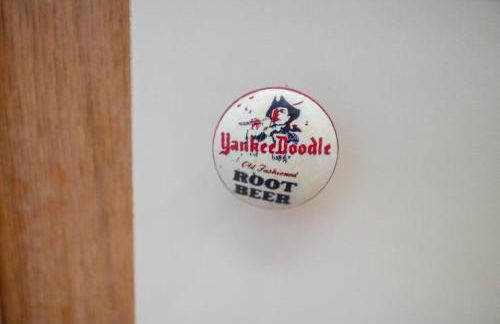 YankeeDoodle
Old Fashioned
ROOT
BEER